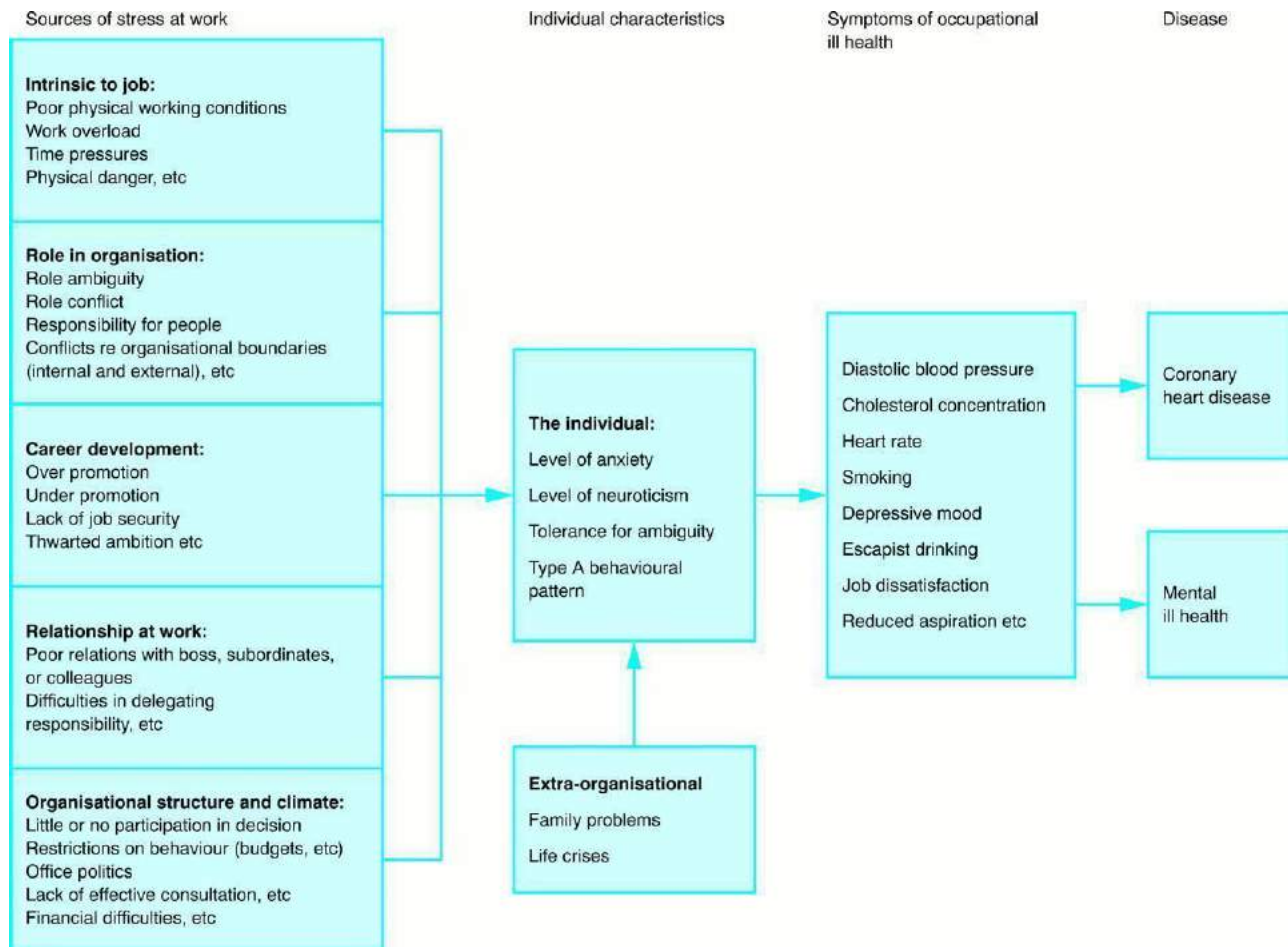 Sources of stress at work
Individual characteristics
Symptoms of occupational
ill health
Disease
Intrinsic to job:
Poor physical working conditions
Work overload
Time pressures
Physical danger, etc
Role in organisation:
Role ambiguity
Role conflict
Responsibility for people
Conflicts re organisational boundaries
(internal and external), etc
Career development:
Over promotion
Under promotion
Lack of job security
Thwarted ambition etc
Relationship at work:
Poor relations with boss, subordinates,
or colleagues
Difficulties in delegating
responsibility, etc
Organisational structure and climate:
Little or no participation in decision
Restrictions on behaviour (budgets, etc)
Office politics
Lack of effective consultation, etc
Financial difficulties, etc
The individual:
Level of anxiety
Level of neuroticism
Tolerance for ambiguity
Type A behavioural
pattern
Extra-organisational
Family problems
Life crises
Diastolic blood pressure
Cholesterol concentration
Heart rate
Smoking
Depressive mood
Escapist drinking
Job dissatisfaction
Reduced aspiration etc
Coronary
heart disease
Mental
ill health